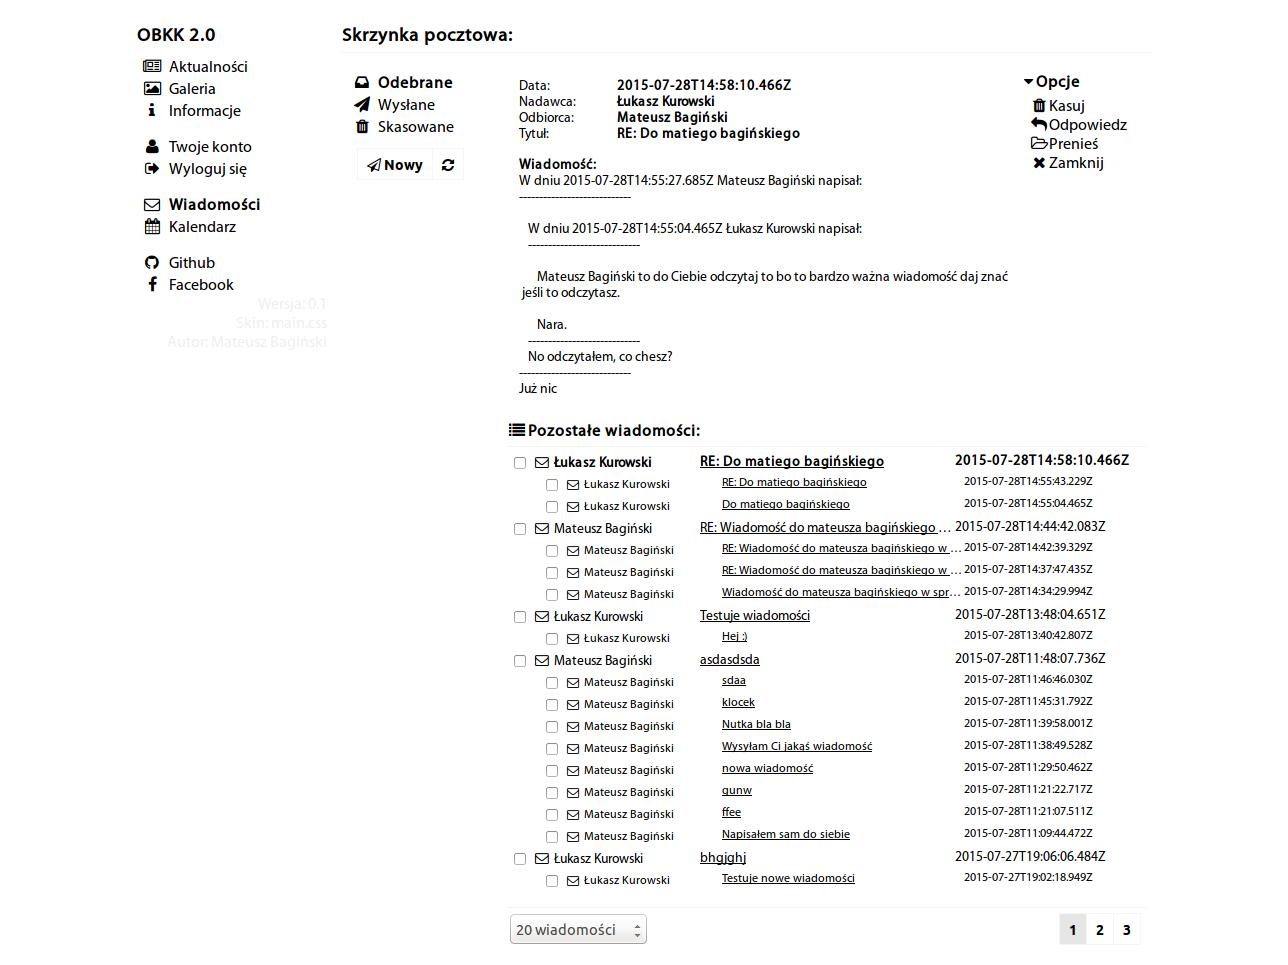 OBKK 2.0
Aktualności
Galeria
Informacje
Twoje konto
Wyloguj się
Wiadomości
Kalendarz
Github
Facebook
Wersja: 0.1
Skin: main.css
Autor: Mateusz Bagiński
Skrzynka pocztowa:
Odebrane
Wysłane
Skasowane
Nowy
Data: 2015-07-28T14:58:10.466Z
Nadawca: Łukasz Kurowski
Odbiorca: Mateusz Bagiński
Tytuł: RE: Do matiego bagińskiego
Wiadomość:
W dniu 2015-07-28T14:55:27.685Z Mateusz Bagiński napisał:
----------------------------
W dniu 2015-07-28T14:55:04.465Z Łukasz Kurowski napisał:
----------------------------
Mateusz Bagiński to do Ciebie odczytaj to bo to bardzo ważna wiadomość daj znać
jeśli to odczytasz.
Nara.
----------------------------
No odczytałem, co chesz?
----------------------------
Już nic
Opcje
Kasuj
Odpowiedz
Prenieś
Zamknij
Pozostałe wiadomości:
Łukasz Kurowski RE: Do matiego bagińskiego 2015-07-28T14:58:10.466Z
Łukasz Kurowski RE: Do matiego bagińskiego 2015-07-28T14:55:43.229Z
Łukasz Kurowski Do matiego bagińskiego 2015-07-28T14:55:04.465Z
Mateusz Bagiński RE: Wiadomość do mateusza bagińskiego ... 2015-07-28T14:44:42.083Z
Mateusz Bagiński RE: Wiadomość do mateusza bagińskiego w ... 2015-07-28T14:42:39.329Z
Mateusz Bagiński RE: Wiadomość do mateusza bagińskiego w ... 2015-07-28T14:37:47.435Z
Mateusz Bagiński Wiadomość do mateusza bagińskiego w spr... 2015-07-28T14:34:29.994Z
Łukasz Kurowski Testuje wiadomości 2015-07-28T13:48:04.651Z
Łukasz Kurowski Hej :) 2015-07-28T13:40:42.807Z
Mateusz Bagiński asdasdsda 2015-07-28T11:48:07.736Z
Mateusz Bagiński sdaa 2015-07-28T11:46:46.030Z
Mateusz Bagiński klocek 2015-07-28T11:45:31.792Z
Mateusz Bagiński Nutka bla bla 2015-07-28T11:39:58.001Z
Mateusz Bagiński Wysyłam Ci jakąś wiadomość 2015-07-28T11:38:49.528Z
Mateusz Bagiński nowa wiadomość 2015-07-28T11:29:50.462Z
Mateusz Bagiński gunw 2015-07-28T11:21:22.717Z
Mateusz Bagiński ffee 2015-07-28T11:21:07.511Z
Mateusz Bagiński Napisałem sam do siebie 2015-07-28T11:09:44.472Z
Łukasz Kurowski bhgjghj 2015-07-27T19:06:06.484Z
Łukasz Kurowski Testuje nowe wiadomości 2015-07-27T19:02:18.949Z
20 wiadomości 1 2 3